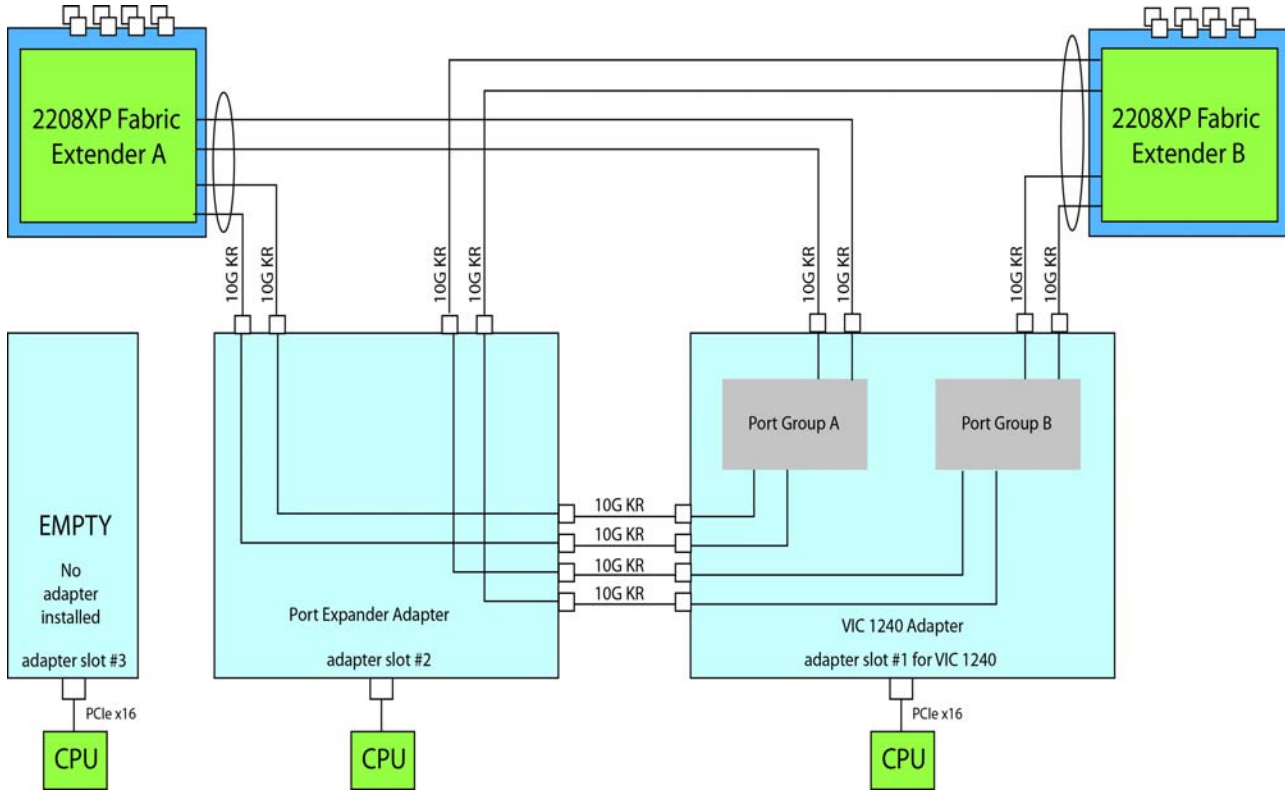 2208XP Fabric
Extender A
2208XP Fabric
Extender B
10G KR
10G KR
10G KR
10G KR
10G KR
10G KR
10G KR
10G KR
Port Group A
Port Group B
EMPTY
No
adapter
installed
adapter slot #3
10G KR
10G KR
10G KR
10G KR
Port Expander Adapter
adapter slot #2
VIC 1240 Adapter
adapter slot #1 for VIC 1240
PCIe x16
PCIe x16
CPU
CPU
CPU